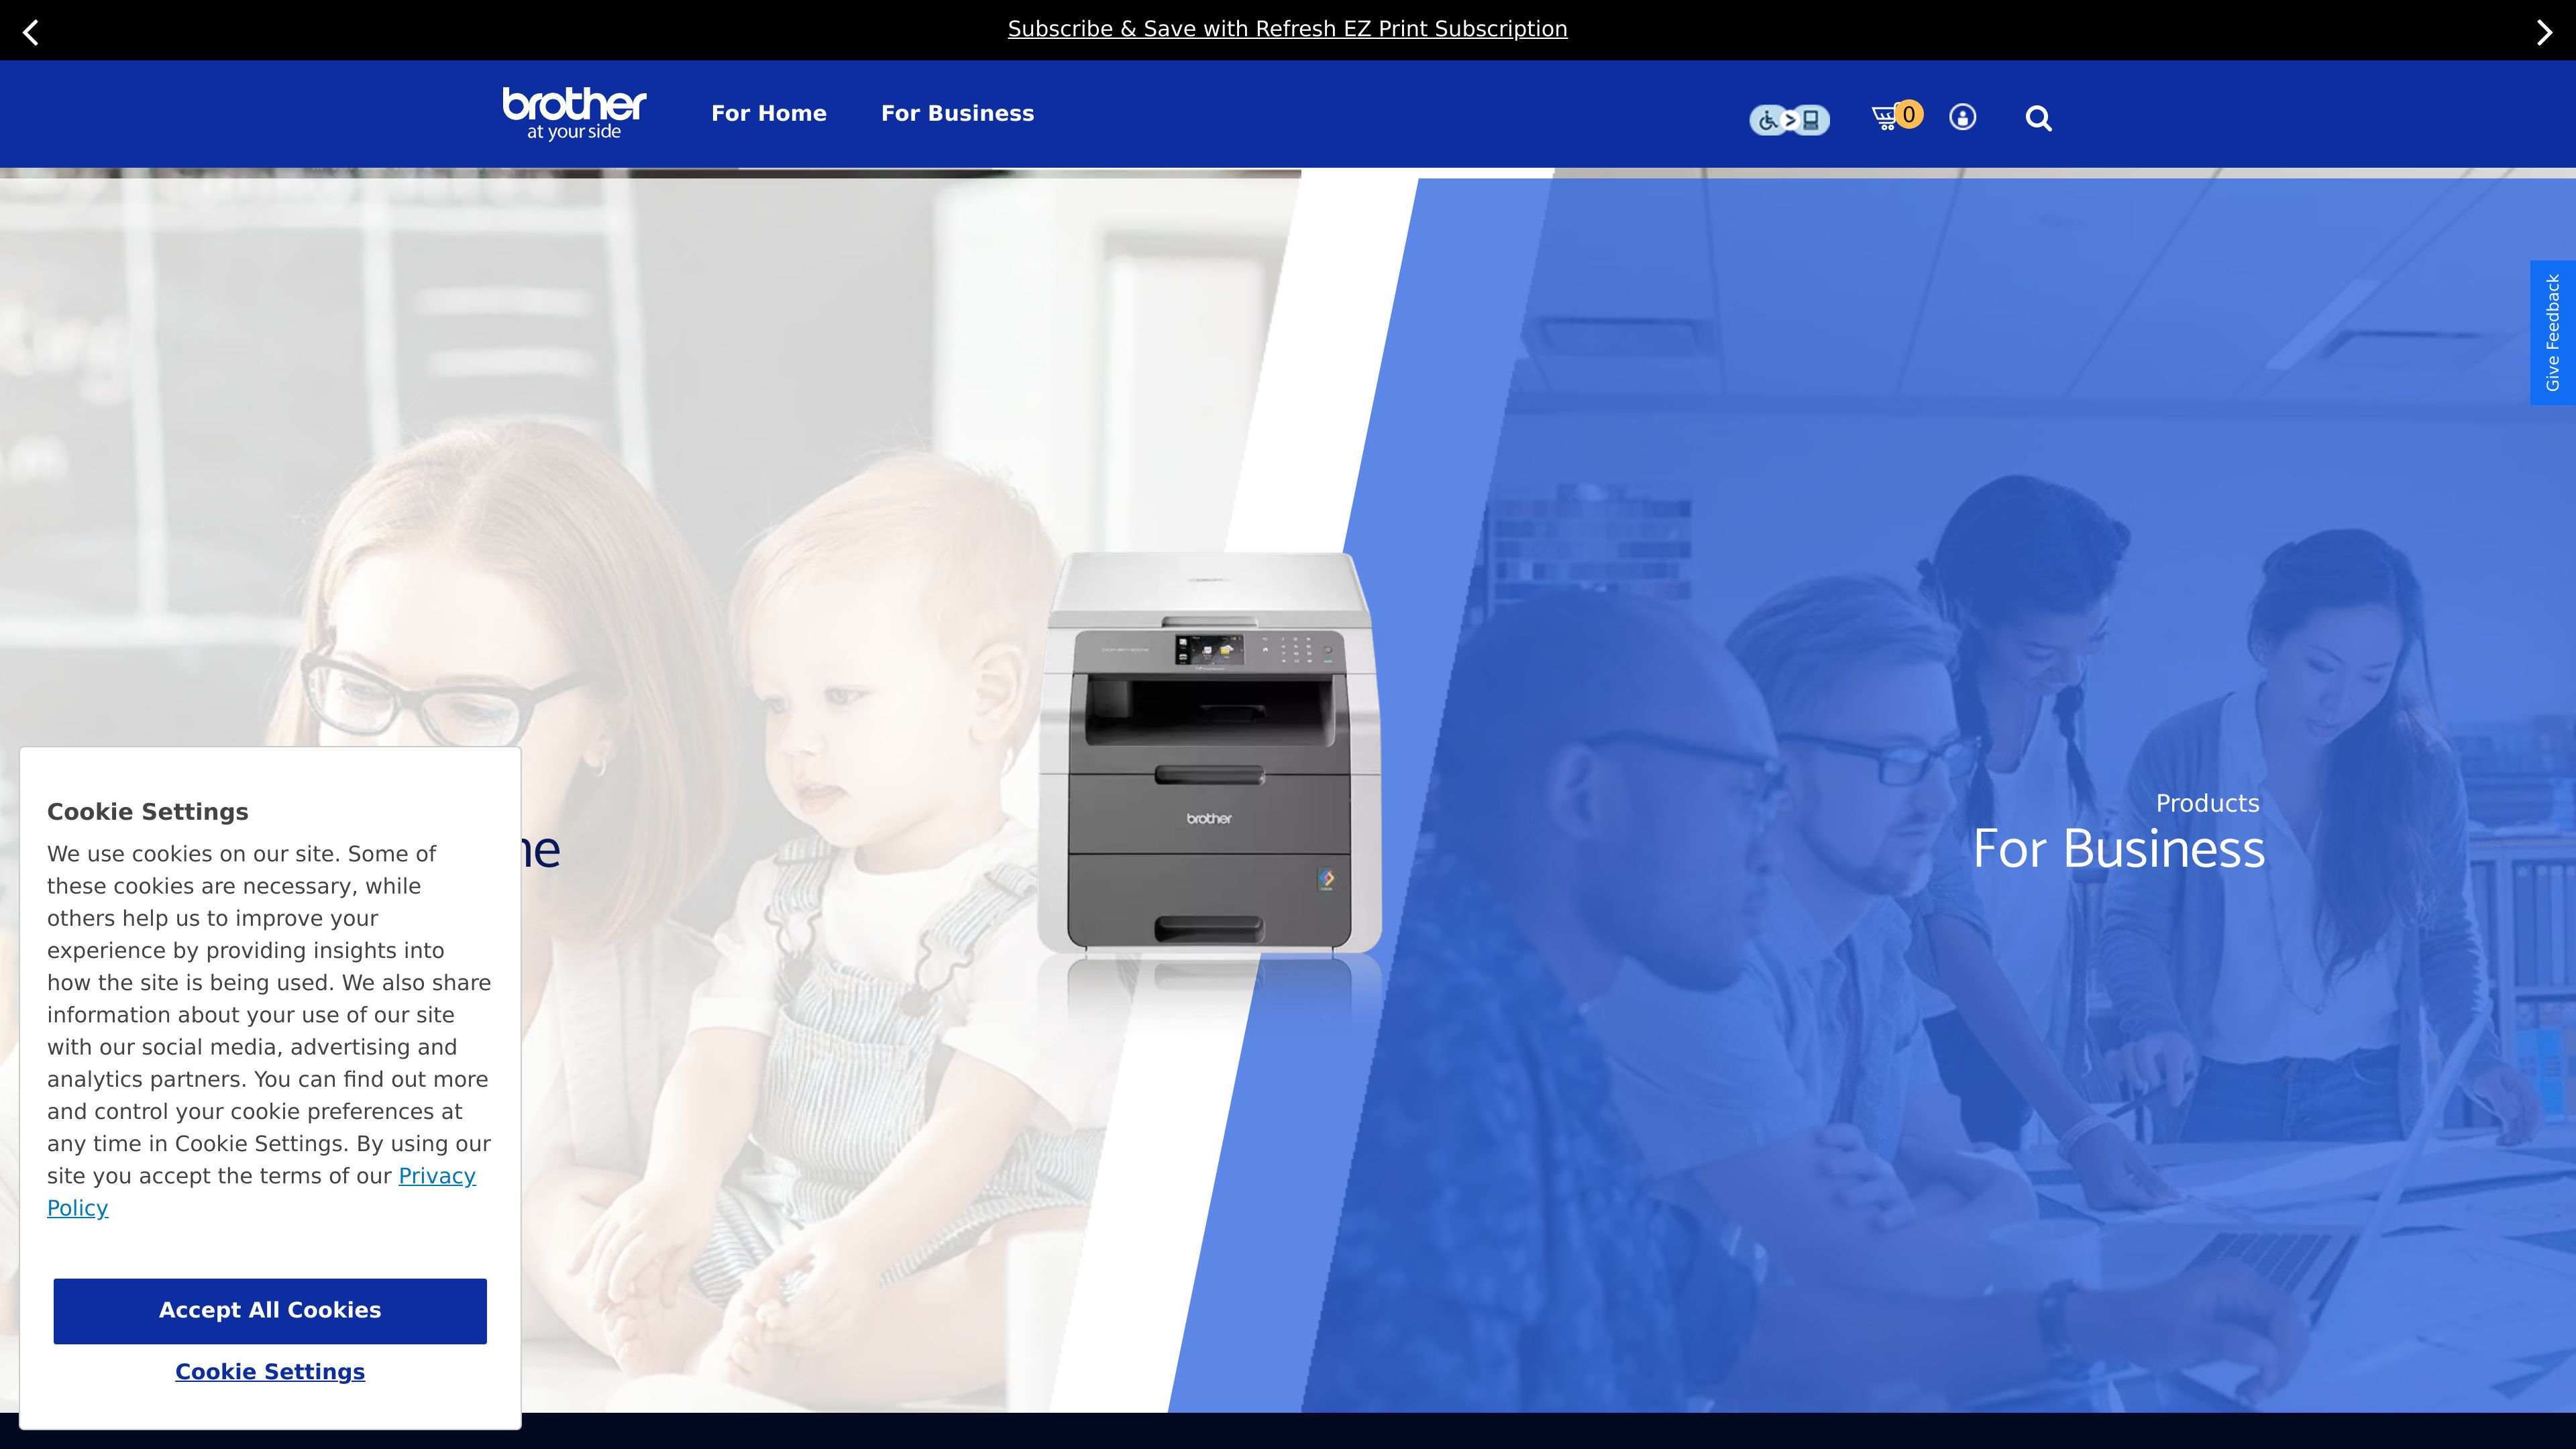 Subscribe & Save with Refresh EZ Print Subscription
brother
at your side
For Home
For Business
0
Give Feedback
brother
Products
For Business
Cookie Settings
We use cookies on our site. Some of
these cookies are necessary, while
others help us to improve your
experience by providing insights into
how the site is being used. We also share
information about your use of our site
with our social media, advertising and
analytics partners. You can find out more
and control your cookie preferences at
any time in Cookie Settings. By using our
site you accept the terms of our Privacy
Policy
Accept All Cookies
Cookie Settings